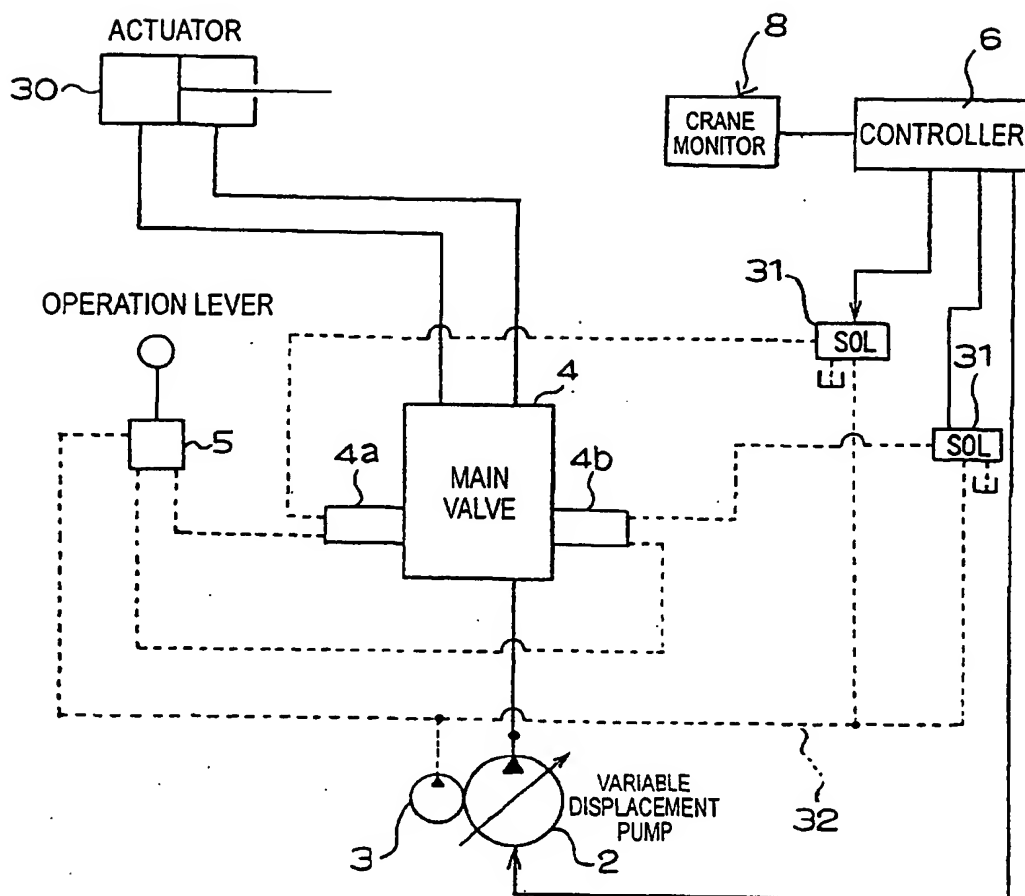 ACTUATOR
30
8
6
CRANE
MONITOR
CONTROLLER
31
SOL
31
SOL
OPERATION LEVER
5
4
4a
MAIN
VALVE
4b
3
2
VARIABLE
DISPLACEMENT
PUMP
32